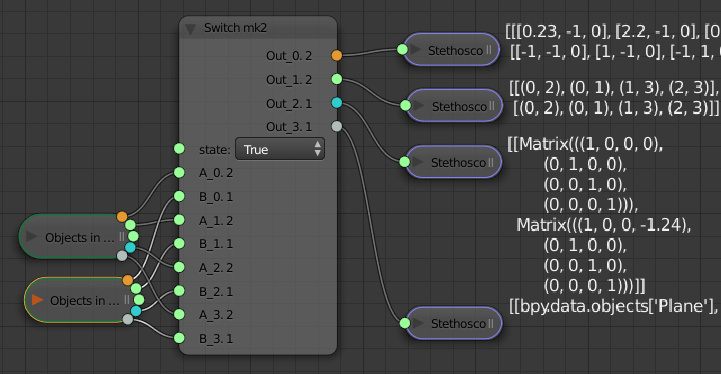 Switch mk2
Out_0. 2
Out_1. 2
Out_2. 1
Out_3. 1
state: True
A_0. 2
B_0. 1
A_1. 2
B_1. 1
A_2. 2
B_2. 1
A_3. 2
B_3. 1
Objects in ...
Objects in ...
Stethosco
[[[0.23, -1, 0], [2.2, -1, 0], [0
[[-1, -1, 0], [1, -1, 0], [-1, 1, 0
Stethosco
[[(0, 2), (0, 1), (1, 3), (2, 3)],
[(0, 2), (0, 1), (1, 3), (2, 3)]]
Stethosco
[[Matrix(((1, 0, 0, 0),
(0, 1, 0, 0),
(0, 0, 1, 0),
(0, 0, 0, 1))),
Matrix(((1, 0, 0, -1.24),
(0, 1, 0, 0),
(0, 0, 1, 0),
(0, 0, 0, 1)))]]
Stethosco
[[bpy.data.objects['Plane'],